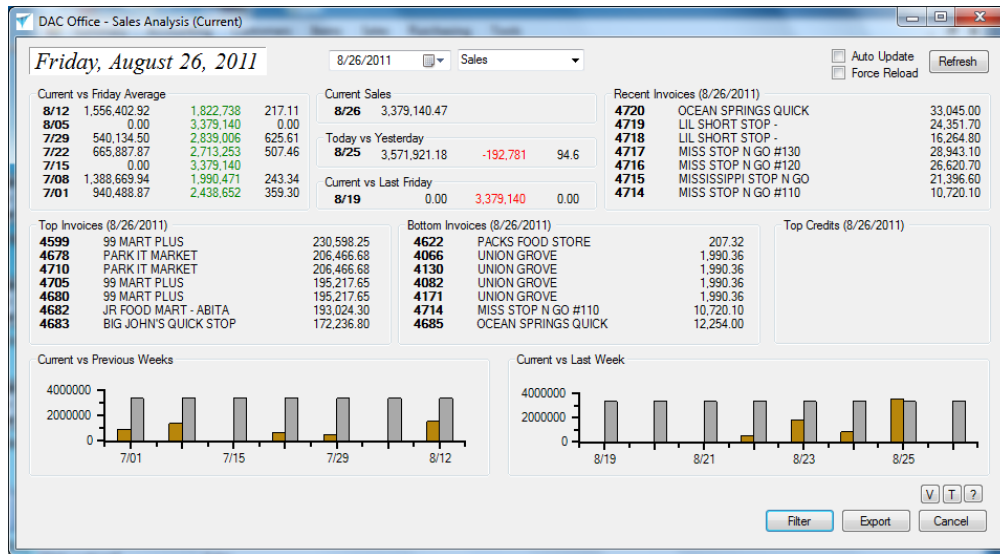 DAC Office - Sales Analysis (Current)
Friday, August 26, 2011
8/26/2011
Sales
Auto Update
Force Reload
Refresh
Current vs Friday Average
8/12 1,556,402.92 1,822,738 217.11
8/05 0.00 3,379,140 0.00
7/29 540,134.50 2,839,006 625.61
7/22 665,887.87 2,713,253 507.46
7/15 0.00 3,379,140
7/08 1,388,669.94 1,990,471 243.34
7/01 940,488.87 2,438,652 359.30
Current Sales
8/26 3,379,140.47
Today vs Yesterday
8/25 3,571,921.18 -192,781 94.6
Current vs Last Friday
8/19 0.00 3,379,140 0.00
Recent Invoices (8/26/2011)
4720 OCEAN SPRINGS QUICK 33,045.00
4719 LIL SHORT STOP - 24,351.70
4718 LIL SHORT STOP - 16,264.80
4717 MISS STOP N GO #130 28,943.10
4716 MISS STOP N GO #120 26,620.70
4715 MISSISSIPPI STOP N GO 21,396.60
4714 MISS STOP N GO #110 10,720.10
Top Invoices (8/26/2011)
4599 99 MART PLUS 230,598.25
4678 PARK IT MARKET 206,466.68
4710 PARK IT MARKET 206,466.68
4705 99 MART PLUS 195,217.65
4680 99 MART PLUS 195,217.65
4682 JR FOOD MART - ABITA 193,024.30
4683 BIG JOHN'S QUICK STOP 172,236.80
Bottom Invoices (8/26/2011)
4622 PACKS FOOD STORE 207.32
4066 UNION GROVE 1,990.36
4130 UNION GROVE 1,990.36
4082 UNION GROVE 1,990.36
4171 UNION GROVE 1,990.36
4714 MISS STOP N GO #110 10,720.10
4685 OCEAN SPRINGS QUICK 12,254.00
Top Credits (8/26/2011)
Current vs Previous Weeks
4000000
2000000
0
7/01 7/15 7/29 8/12
Current vs Last Week
4000000
2000000
0
8/19 8/21 8/23 8/25
V T ?
Filter Export Cancel